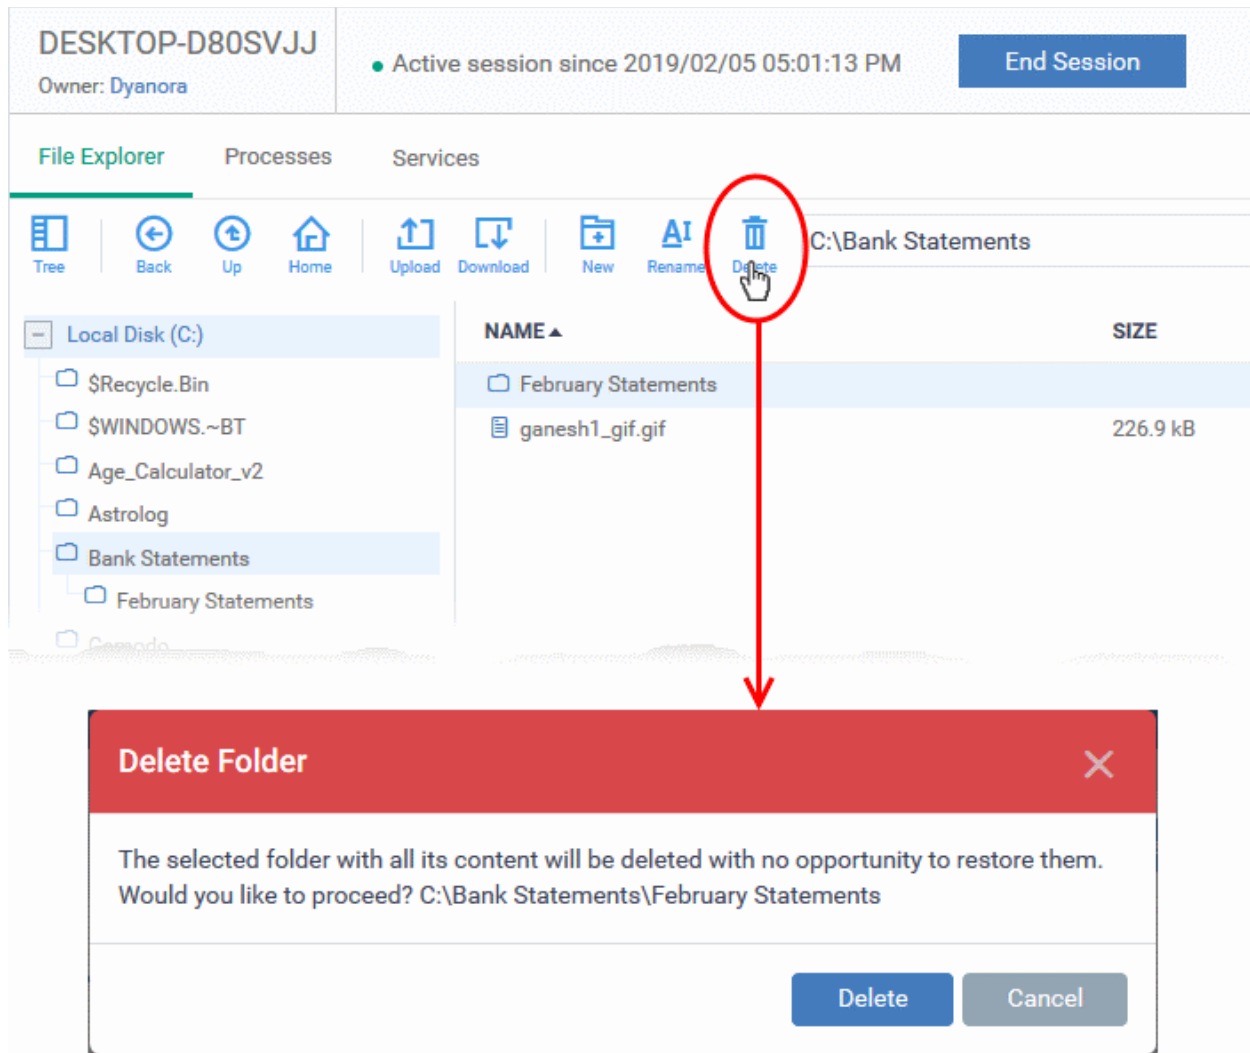 DESKTOP-D80SVJJ
Owner: Dyanora
Active session since 2019/02/05 05:01:13 PM
End Session
File Explorer
Processes
Services
Tree
Back
Up
Home
Upload
Download
New
Rename
Delete
C:\Bank Statements
Local Disk (C:)
$Recycle.Bin
$WINDOWS.~BT
Age_Calculator_v2
Astrolog
Bank Statements
February Statements
Comodo
NAME
SIZE
February Statements
ganesh1_gif.gif
226.9 kB
Delete Folder
The selected folder with all its content will be deleted with no opportunity to restore them.
Would you like to proceed? C:\Bank Statements\February Statements
Delete
Cancel